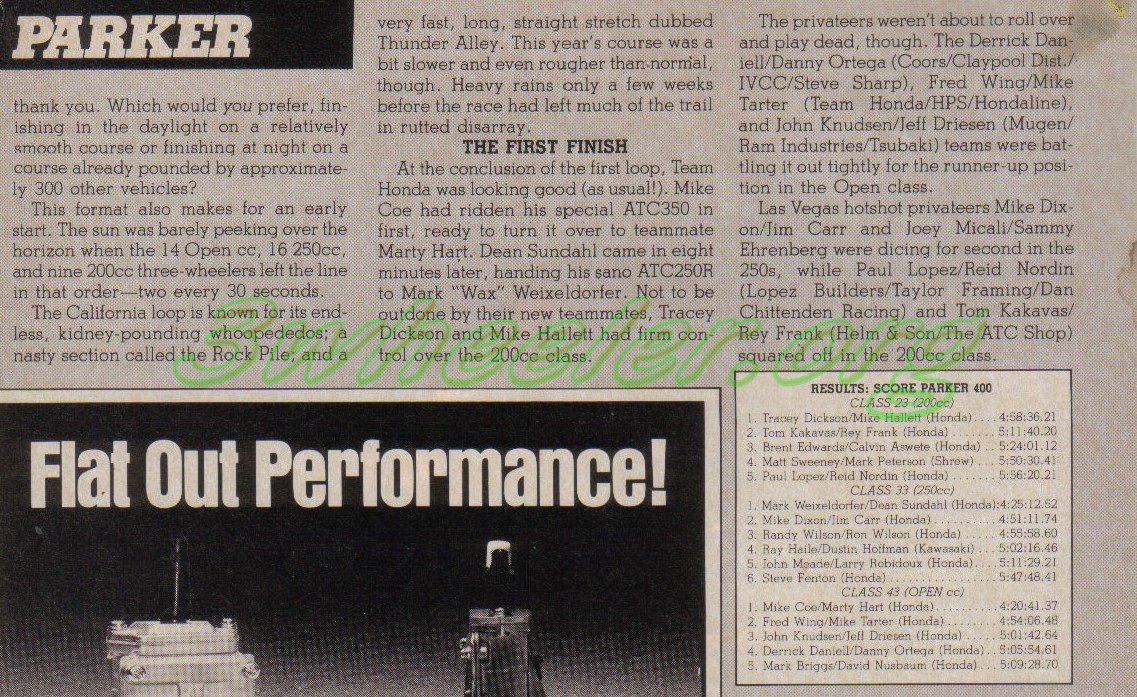 PARKER
thank you. Which would you prefer, fin-
ishing in the daylight on a relatively
smooth course or finishing at night on a
course already pounded by approximate-
ly 300 other vehicles?
This format also makes for an early
start. The sun was barely peeking over the
horizon when the 14 Open cc, 16 250cc,
and nine 200cc three-wheelers left the line
in that order—two every 30 seconds.
The California loop is known for its end-
less, kidney-pounding whoopededos; a
nasty section called the Rock Pile; and a
very fast, long, straight stretch dubbed
Thunder Alley. This year's course was a
bit slower and even rougher than normal,
though. Heavy rains only a few weeks
before the race had left much of the trail
in rutted disarray.
THE FIRST FINISH
At the conclusion of the first loop, Team
Honda was looking good (as usual!). Mike
Coe had ridden his special ATC350 in
first, ready to turn it over to teammate
Marty Hart. Dean Sundahl came in eight
minutes later, handing his sano ATC250R
to Mark "Wax" Weixeldorfer. Not to be
outdone by their new teammates, Tracey
Dickson and Mike Hallett had firm con-
trol over the 200cc class.
The privateers weren't about to roll over
and play dead, though. The Derrick Dan-
iell/Danny Ortega (Coors/Claypool Dist./
IVCC/Steve Sharp), Fred Wing/Mike
Tarter (Team Honda/HPS/Hondaline),
and John Knudsen/Jeff Driesen (Mugen/
Ram Industries/Tsubaki) teams were bat-
tling it out tightly for the runner-up posi-
tion in the Open class.
Las Vegas hotshot privateers Mike Dix-
on/Jim Carr and Joey Micali/Sammy
Ehrenberg were dicing for second in the
250s, while Paul Lopez/Reid Nordin
(Lopez Builders/Taylor Framing/Dan
Chittenden Racing) and Tom Kakavas/
Rey Frank (Helm & Son/The ATC Shop)
squared off in the 200cc class.
3wheeler.org
RESULTS: SCORE PARKER 400
CLASS 23 (200cc)
1. Tracey Dickson/Mike Hallett (Honda) .... 4:58:36.21
2. Tom Kakavas/Rey Frank (Honda) ....... 5:11:40.20
3. Brent Edwards/Calvin Aswete (Honda) .. 5:24:01.12
4. Matt Sweeney/Mark Peterson (Shrew) ... 5:50:30.41
5. Paul Lopez/Reid Nordin (Honda) ....... 5:56:20.21
CLASS 33 (250cc)
1. Mark Weixeldorfer/Dean Sundahl (Honda):4:25:12.52
2. Mike Dixon/Jim Carr (Honda) .......... 4:51:11.74
3. Randy Wilson/Ron Wilson (Honda) ...... 4:55:58.60
4. Ray Haile/Dustin Hoffman (Kawasaki) ... 5:02:16.46
5. John Meade/Larry Robidoux (Honda) .... 5:11:29.21
6. Steve Fenton (Honda) ................. 5:47:48.41
CLASS 43 (OPEN cc)
1. Mike Coe/Marty Hart (Honda) .......... 4:20:41.37
2. Fred Wing/Mike Tarter (Honda) ........ 4:54:06.48
3. John Knudsen/Jeff Driesen (Honda) .... 5:01:42.64
4. Derrick Daniell/Danny Ortega (Honda) . 5:05:54.61
5. Mark Briggs/David Nusbaum (Honda) ... 5:09:28.70
Flat Out Performance!